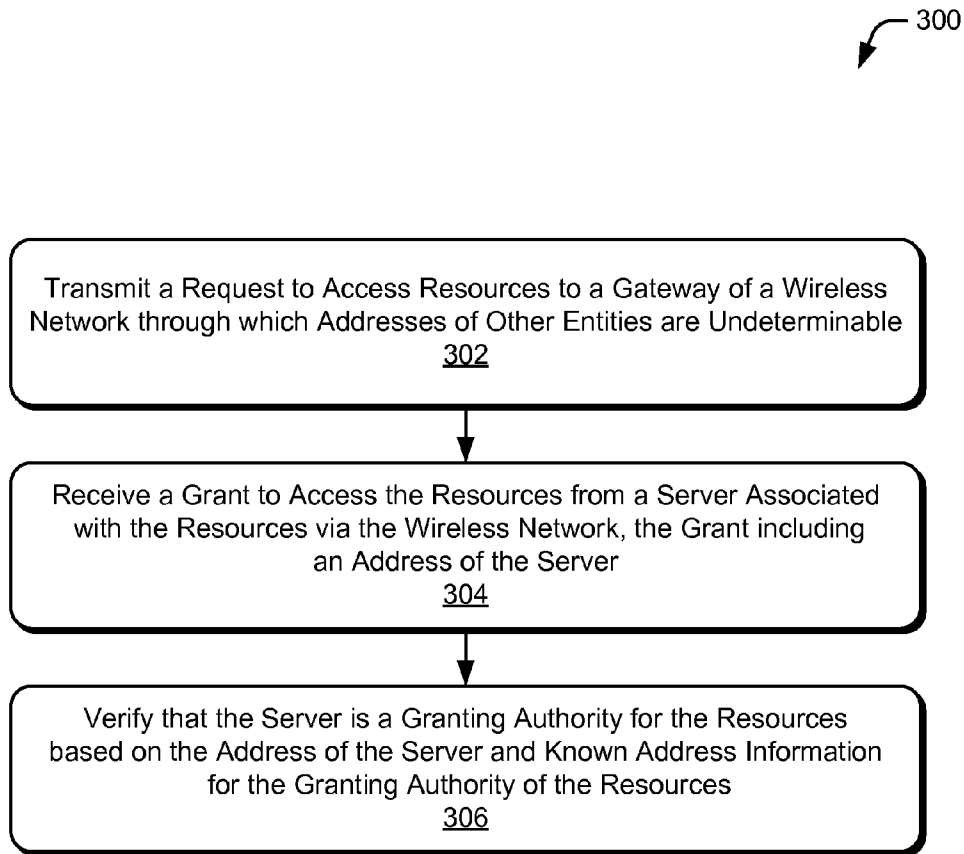 300
Transmit a Request to Access Resources to a Gateway of a Wireless
Network through which Addresses of Other Entities are Undeterminable
302
Receive a Grant to Access the Resources from a Server Associated
with the Resources via the Wireless Network, the Grant including
an Address of the Server
304
Verify that the Server is a Granting Authority for the Resources
based on the Address of the Server and Known Address Information
for the Granting Authority of the Resources
306